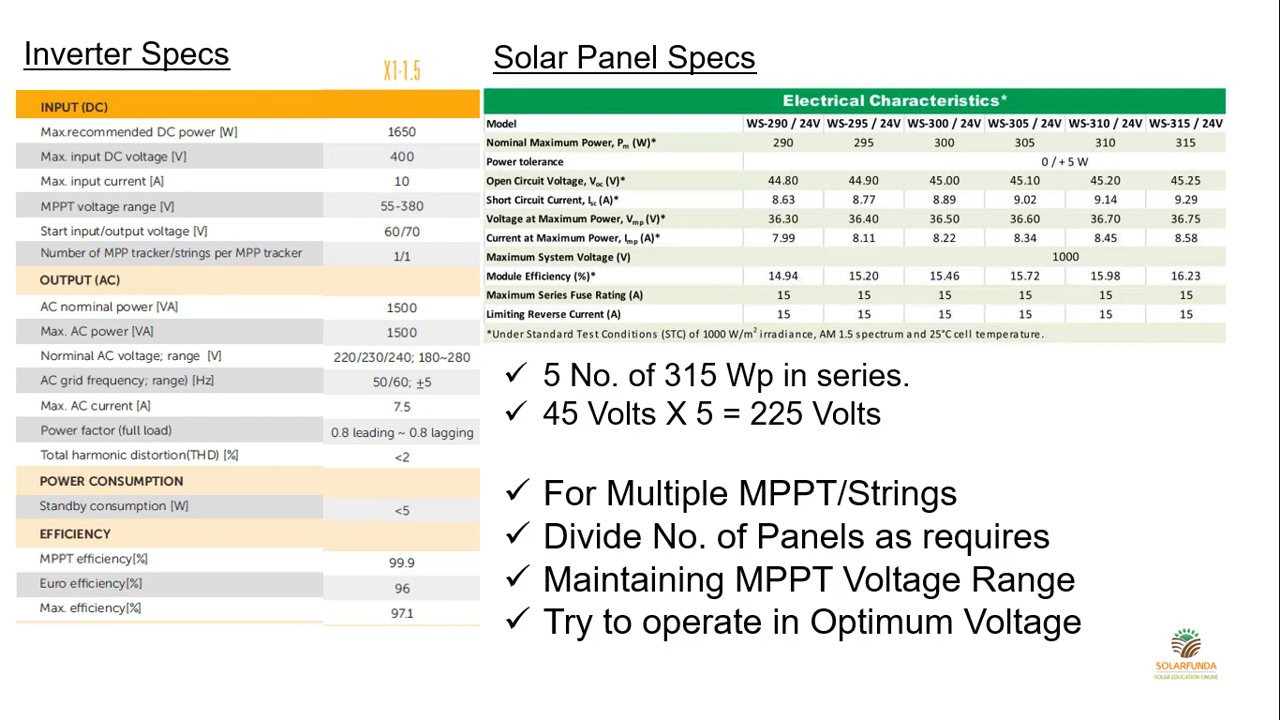 Inverter Specs
X1-1.5
INPUT (DC)
Max.recommended DC power [W] 1650
Max. input DC voltage [V] 400
Max. input current [A] 10
MPPT voltage range [V] 55-380
Start input/output voltage [V] 60/70
Number of MPP tracker/strings per MPP tracker 1/1
OUTPUT (AC)
AC norminal power [VA] 1500
Max. AC power [VA] 1500
Norminal AC voltage; range [V] 220/230/240; 180~280
AC grid frequency; range) [Hz] 50/60; ±5
Max. AC current [A] 7.5
Power factor (full load) 0.8 leading ~ 0.8 lagging
Total harmonic distortion(THD) [%] <2
POWER CONSUMPTION
Standby consumption [W] <5
EFFICIENCY
MPPT efficiency[%] 99.9
Euro efficiency[%] 96
Max. efficiency[%] 97.1
Solar Panel Specs
Electrical Characteristics*
Model WS-290 / 24V WS-295 / 24V WS-300 / 24V WS-305 / 24V WS-310 / 24V WS-315 / 24V
Nominal Maximum Power, Pm (W)* 290 295 300 305 310 315
Power tolerance 0 / + 5 W
Open Circuit Voltage, Voc (V)* 44.80 44.90 45.00 45.10 45.20 45.25
Short Circuit Current, Isc (A)* 8.63 8.77 8.89 9.02 9.14 9.29
Voltage at Maximum Power, Vmp (V)* 36.30 36.40 36.50 36.60 36.70 36.75
Current at Maximum Power, Imp (A)* 7.99 8.11 8.22 8.34 8.45 8.58
Maximum System Voltage (V) 1000
Module Efficiency (%)* 14.94 15.20 15.46 15.72 15.98 16.23
Maximum Series Fuse Rating (A) 15 15 15 15 15 15
Limiting Reverse Current (A) 15 15 15 15 15 15
*Under Standard Test Conditions (STC) of 1000 W/m² irradiance, AM 1.5 spectrum and 25°C cell temperature.
✓ 5 No. of 315 Wp in series.
✓ 45 Volts X 5 = 225 Volts
✓ For Multiple MPPT/Strings
✓ Divide No. of Panels as requires
✓ Maintaining MPPT Voltage Range
✓ Try to operate in Optimum Voltage
SOLARFUNDA
SOLAR EDUCATION ONLINE